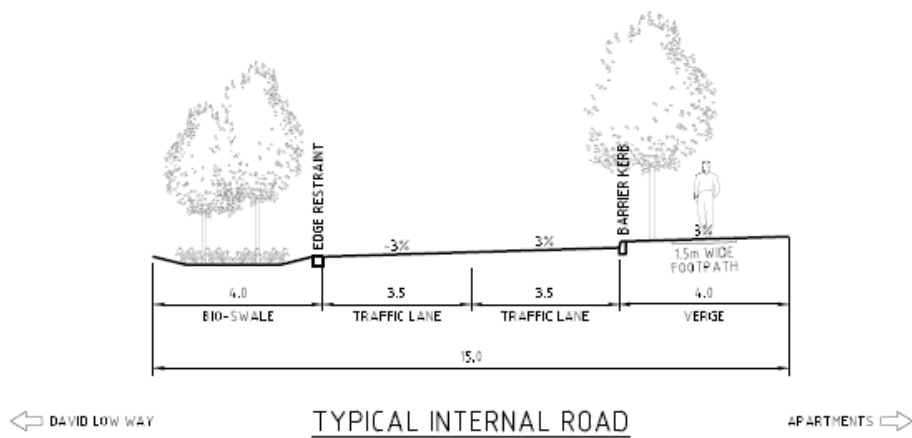 EDGE RESTRAINT
BARRIER KERB
-3%
3%
3%
1.5m WIDE
FOOTPATH
4.0
3.5
3.5
4.0
BIO-SWALE
TRAFFIC LANE
TRAFFIC LANE
VERGE
15.0
DAVID LOW WAY
TYPICAL INTERNAL ROAD
APARTMENTS